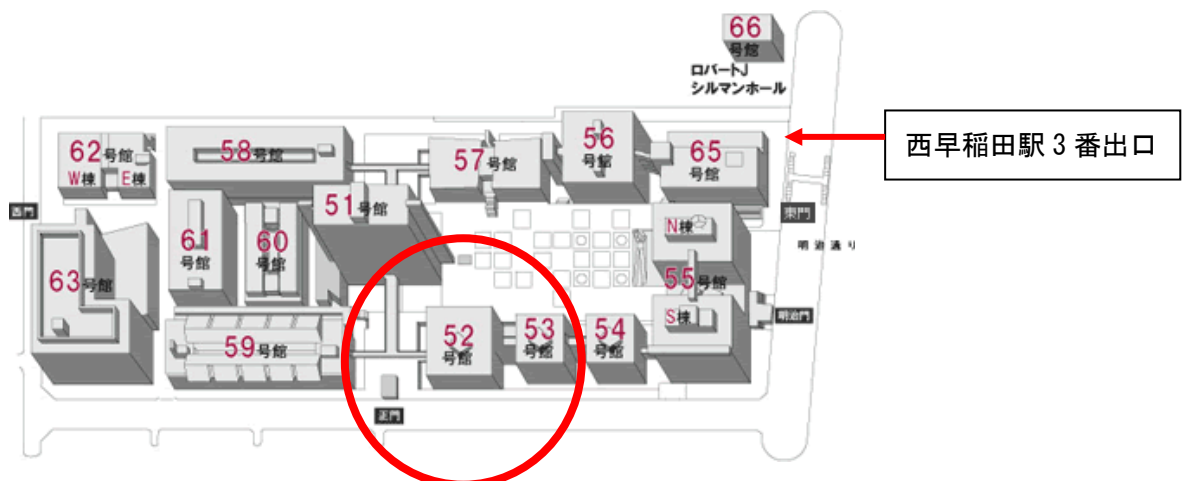 66
号館
ロバートJ
シルマンホール
西早稲田駅3番出口
62号館
W棟 E棟
58号館
57号館
56
号館
65
号館
51号館
西門
61
号館
60
号館
N棟
東門
明治通り
63号館
55号館
S棟
明治門
59号館
52
号館
53
号館
54
号館
正門